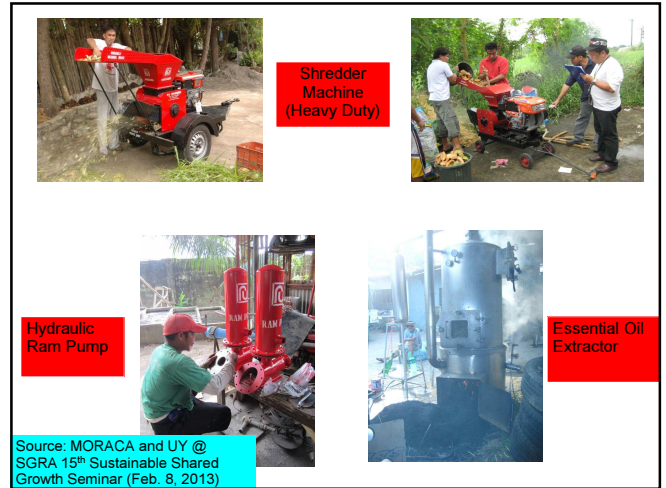 Shredder
Machine
(Heavy Duty)
Hydraulic
Ram Pump
RAM
RAM
Essential Oil
Extractor
Source: MORACA and UY @
SGRA 15th Sustainable Shared
Growth Seminar (Feb. 8, 2013)